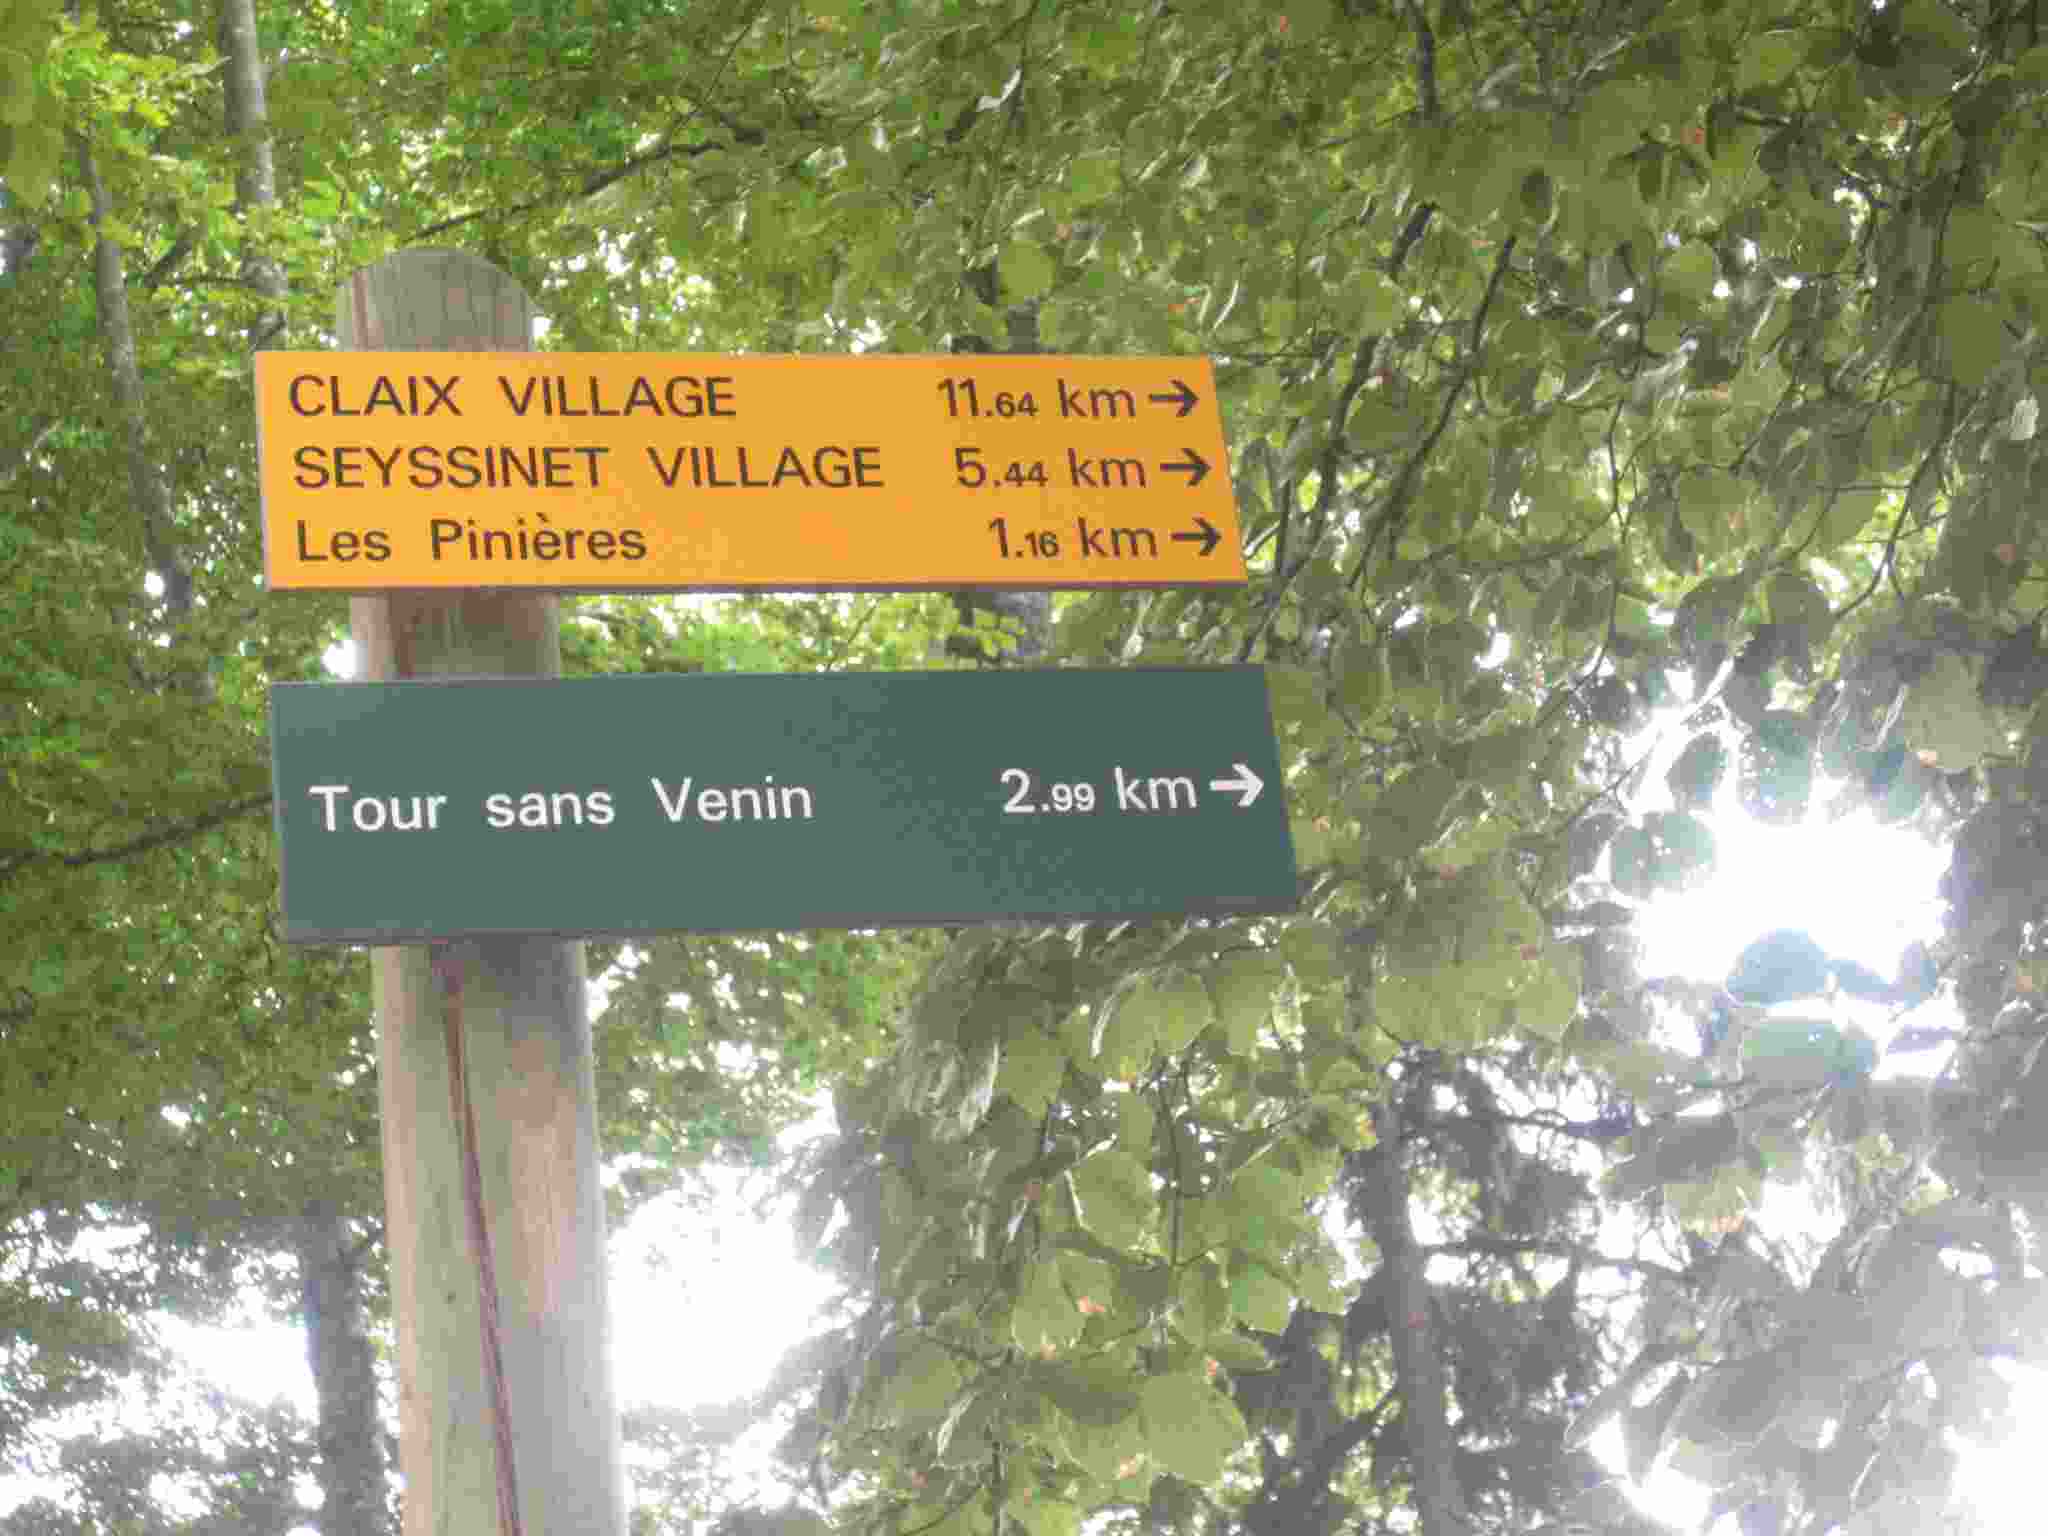 CLAIX VILLAGE 11.64 km →
SEYSSINET VILLAGE 5.44 km →
Les Pinières 1.16 km →
Tour sans Venin 2.99 km →